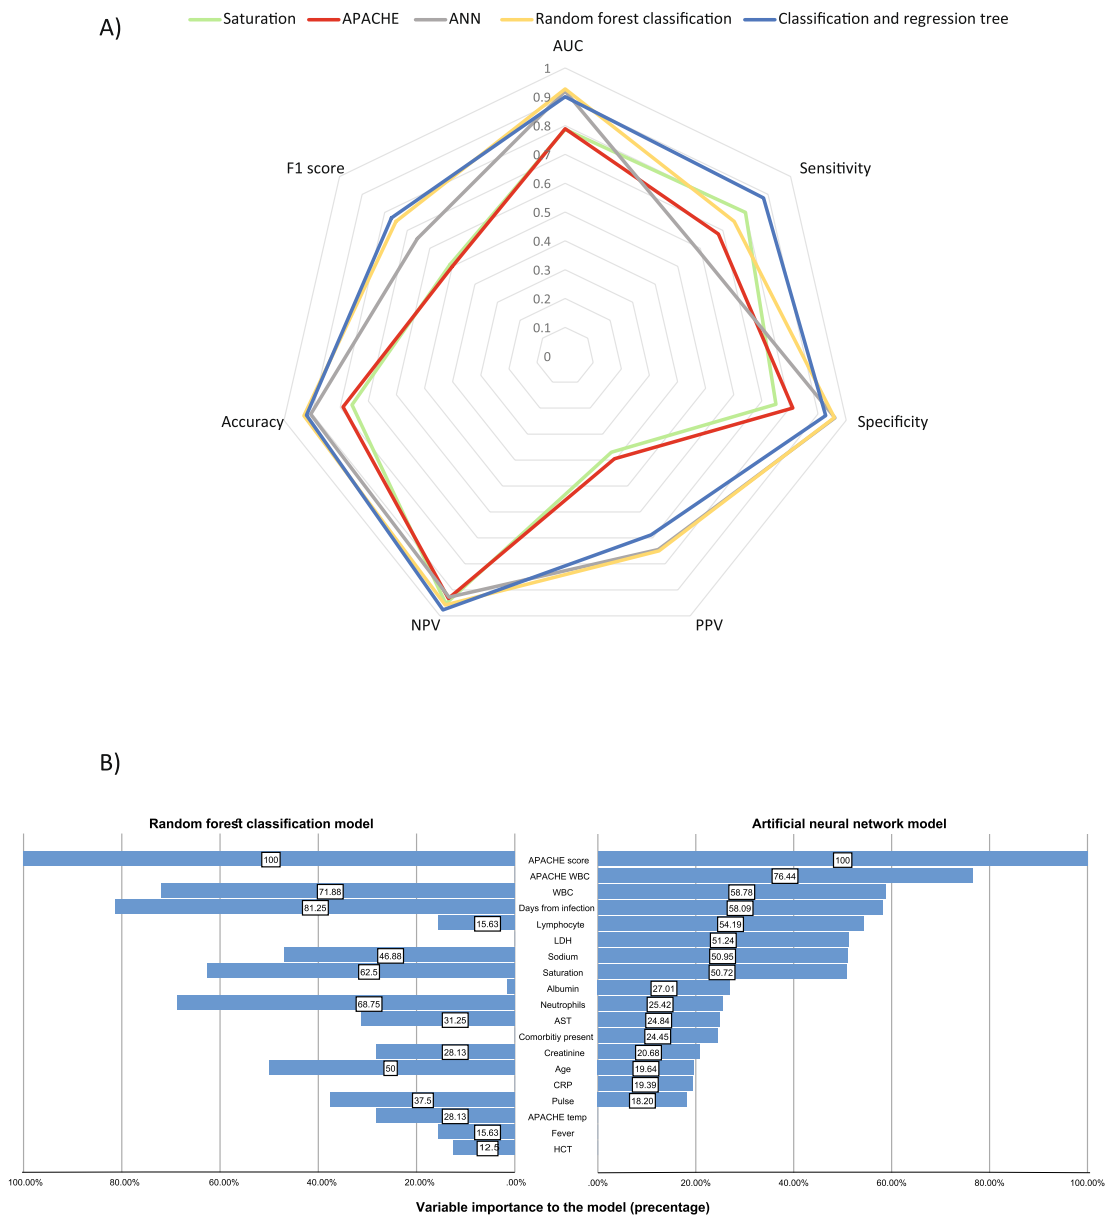 A)
Saturation APACHE ANN Random forest classification Classification and regression tree
AUC
1
0.9
0.8
0.7
0.6
0.5
0.4
0.3
0.2
0.1
0
F1 score
Sensitivity
Accuracy
Specificity
NPV
PPV
B)
Random forest classification model
Artificial neural network model
100 APACHE score 100
APACHE WBC 76.44
71.88 WBC 58.78
81.25 Days from infection 58.09
15.63 Lymphocyte 54.19
LDH 51.24
46.88 Sodium 50.95
62.5 Saturation 50.72
Albumin 27.01
68.75 Neutrophils 25.42
31.25 AST 24.84
Comorbitiy present 24.45
28.13 Creatinine 20.68
50 Age 19.64
CRP 19.39
37.5 Pulse 18.20
28.13 APACHE temp
15.63 Fever
12.5 HCT
100.00% 80.00% 60.00% 40.00% 20.00% .00% .00% 20.00% 40.00% 60.00% 80.00% 100.00%
Variable importance to the model (precentage)